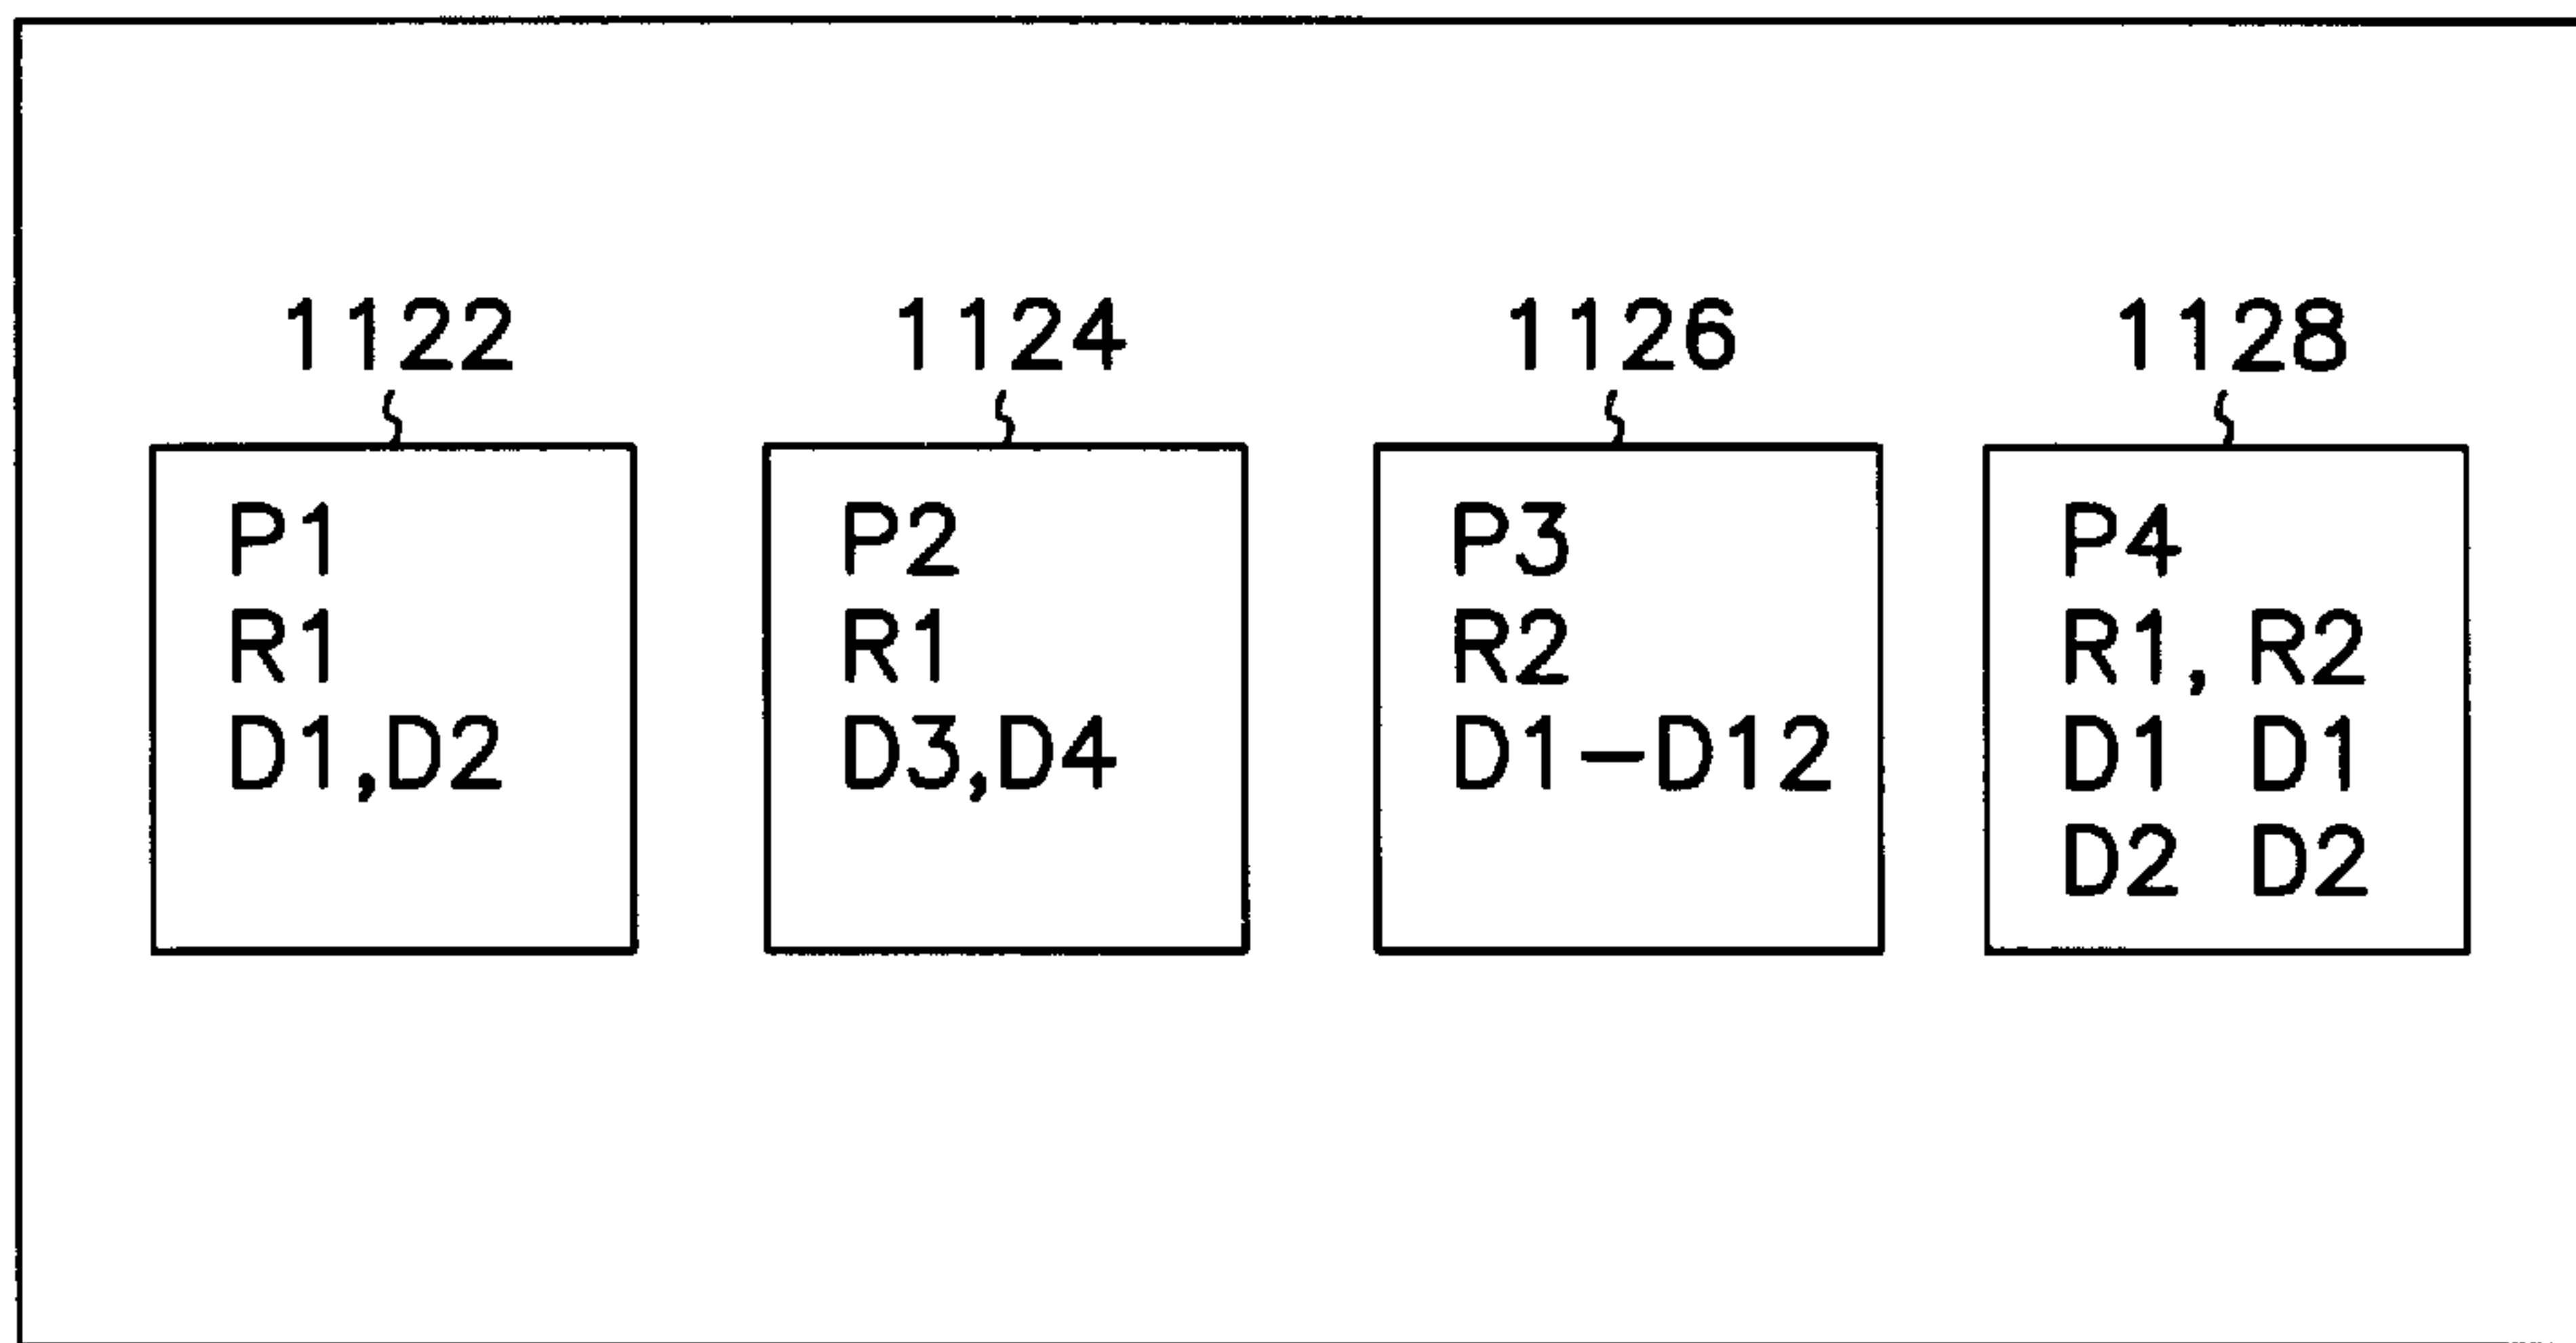 1122
P1
R1
D1,D2
1124
P2
R1
D3,D4
1126
P3
R2
D1-D12
1128
P4
R1, R2
D1 D1
D2 D2